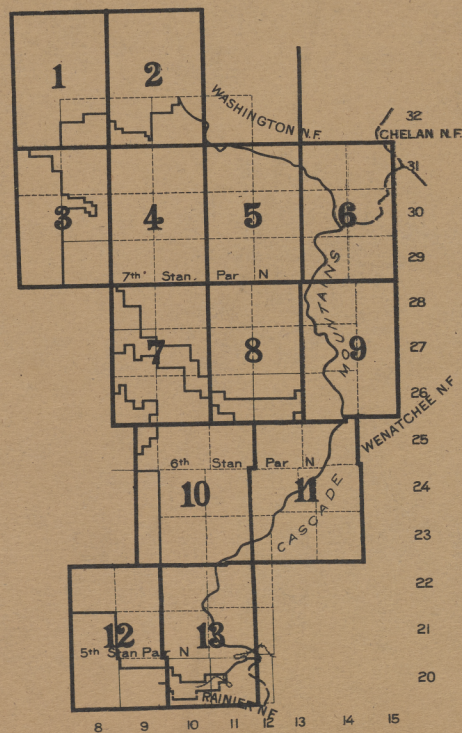 1
2
WASHINGTON N.F.
32
CHELAN N.F.
31
3
4
5
6
30
29
7th' Stan. Par N
MOUNTAINS
28
7
8
9
27
26
WENATCHEE N.F.
25
6th Stan Par N
10
11
24
CASCADE
23
22
12
13
21
5th Stan Par N
20
RAINIER N.F.
8 9 10 11 12 13 14 15